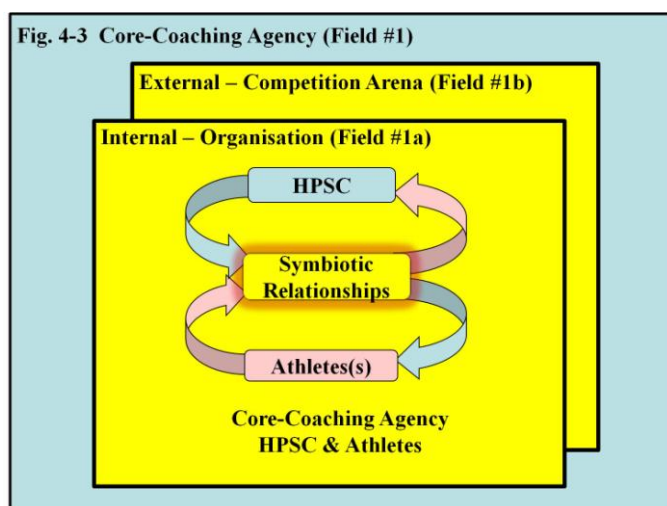 Fig. 4-3 Core-Coaching Agency (Field #1)
External – Competition Arena (Field #1b)
Internal – Organisation (Field #1a)
HPSC
Symbiotic
Relationships
Athletes(s)
Core-Coaching Agency
HPSC & Athletes